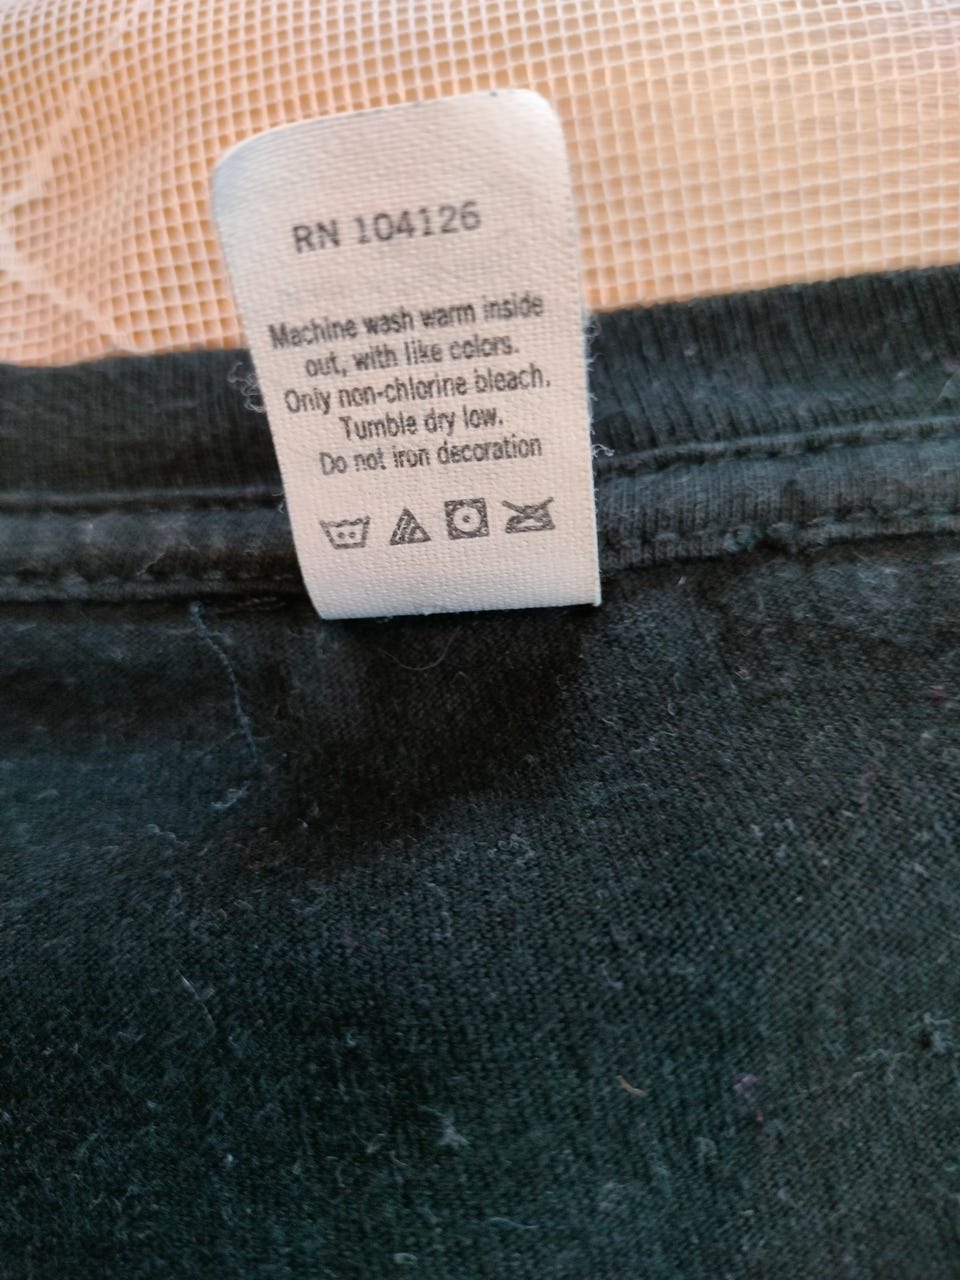 RN 104126
Machine wash warm inside
out, with like colors.
Only non-chlorine bleach.
Tumble dry low.
Do not iron decoration